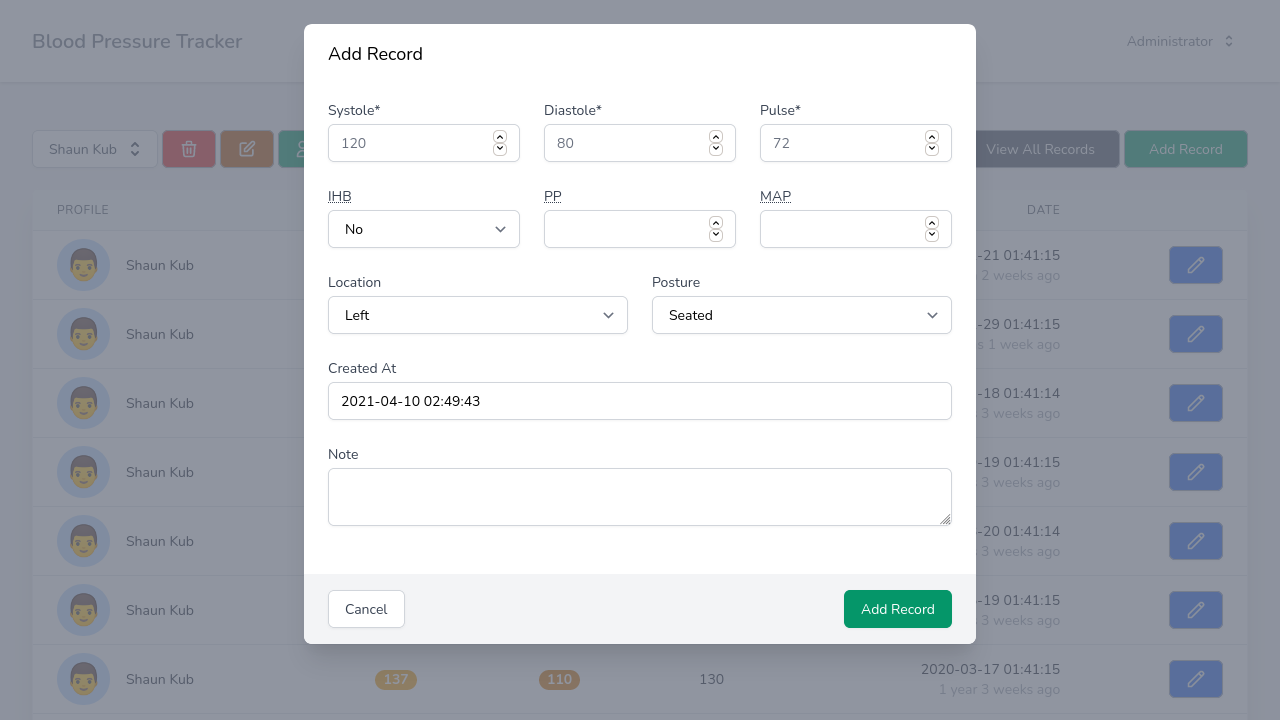 Blood Pressure Tracker
Administrator
Add Record
Systole*
Diastole*
Pulse*
120
80
72
IHB
PP
MAP
No
Location
Posture
Left
Seated
Created At
2021-04-10 02:49:43
Note
Cancel
Add Record
Shaun Kub
View All Records
Add Record
PROFILE
DATE
Shaun Kub
-21 01:41:15
2 weeks ago
Shaun Kub
-29 01:41:15
1 week ago
Shaun Kub
-18 01:41:14
3 weeks ago
Shaun Kub
-19 01:41:15
3 weeks ago
Shaun Kub
-20 01:41:14
3 weeks ago
Shaun Kub
-19 01:41:15
3 weeks ago
Shaun Kub
137
110
130
2020-03-17 01:41:15
1 year 3 weeks ago